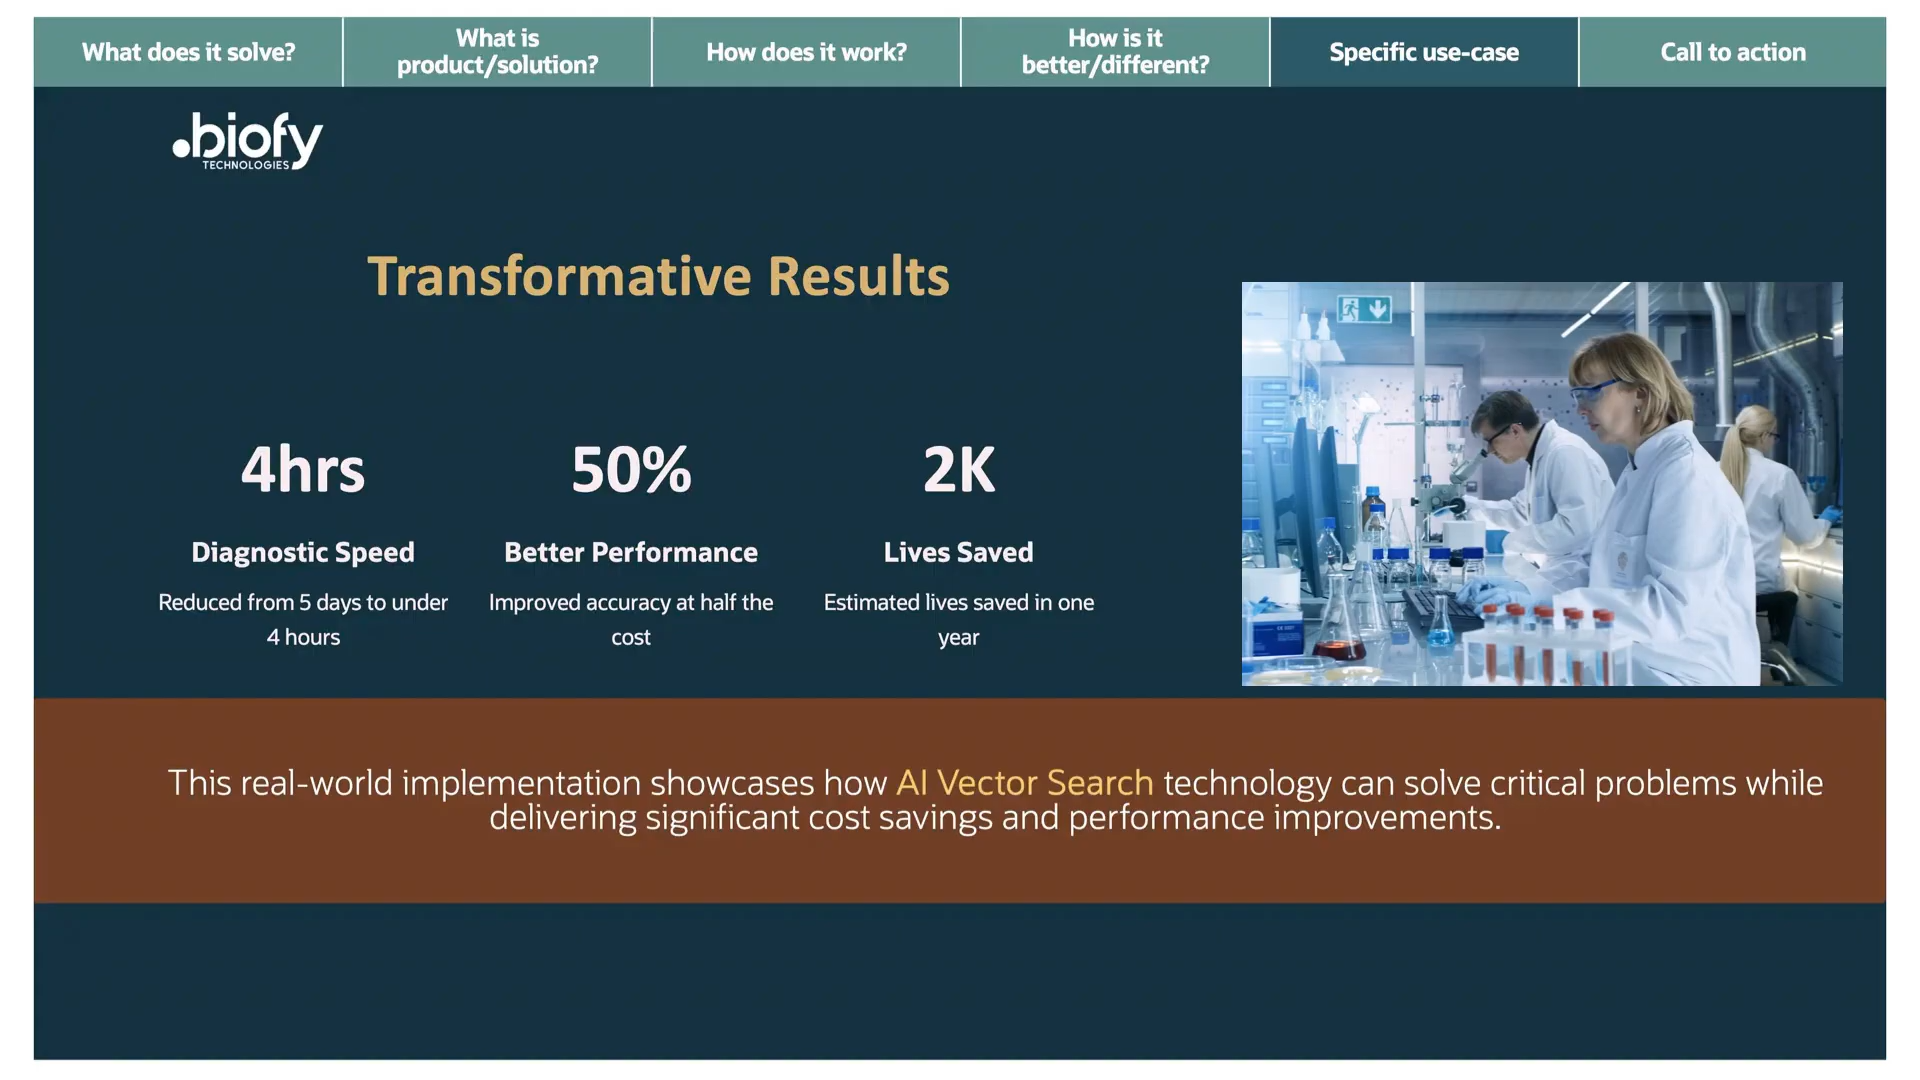 What does it solve?
What is
product/solution?
How does it work?
How is it
better/different?
Specific use-case
Call to action
.biofy
TECHNOLOGIES
Transformative Results
4hrs
Diagnostic Speed
Reduced from 5 days to under
4 hours
50%
Better Performance
Improved accuracy at half the
cost
2K
Lives Saved
Estimated lives saved in one
year
This real-world implementation showcases how AI Vector Search technology can solve critical problems while
delivering significant cost savings and performance improvements.